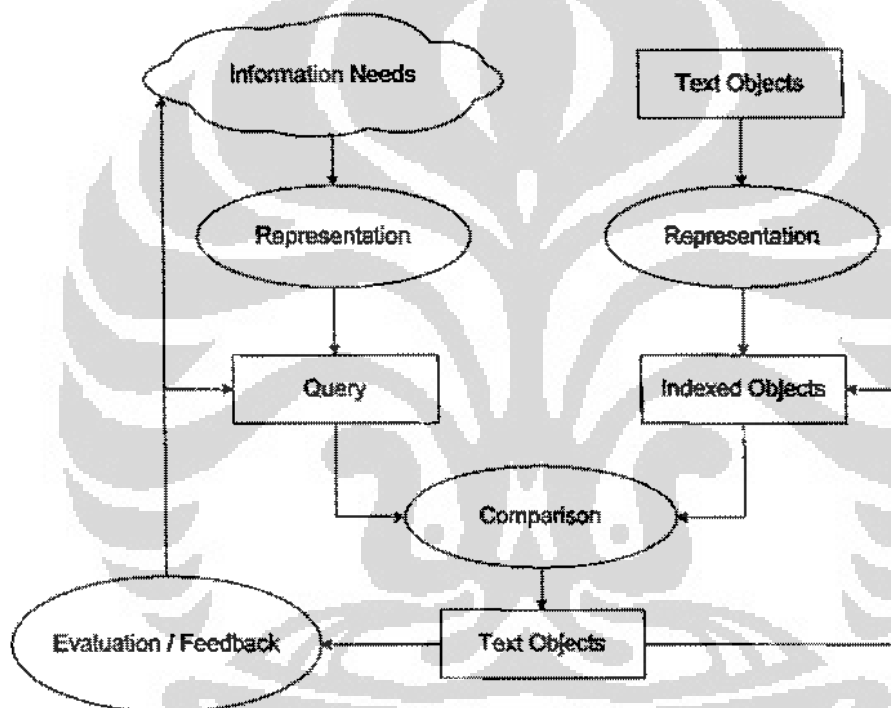 Information Needs
Text Objects
Representation
Representation
Query
Indexed Objects
Comparison
Evaluation / Feedback
Text Objects